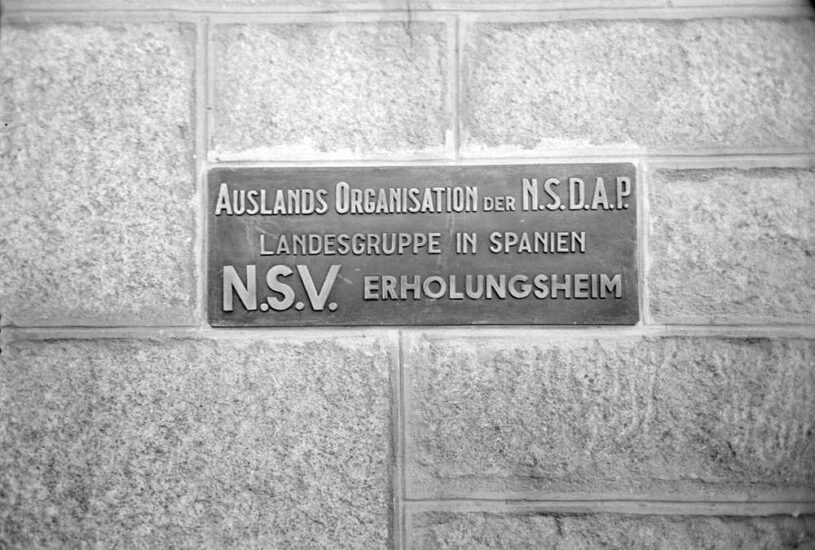 Auslands Organisation der N.S.D.A.P.
Landesgruppe in Spanien
N.S.V. Erholungsheim